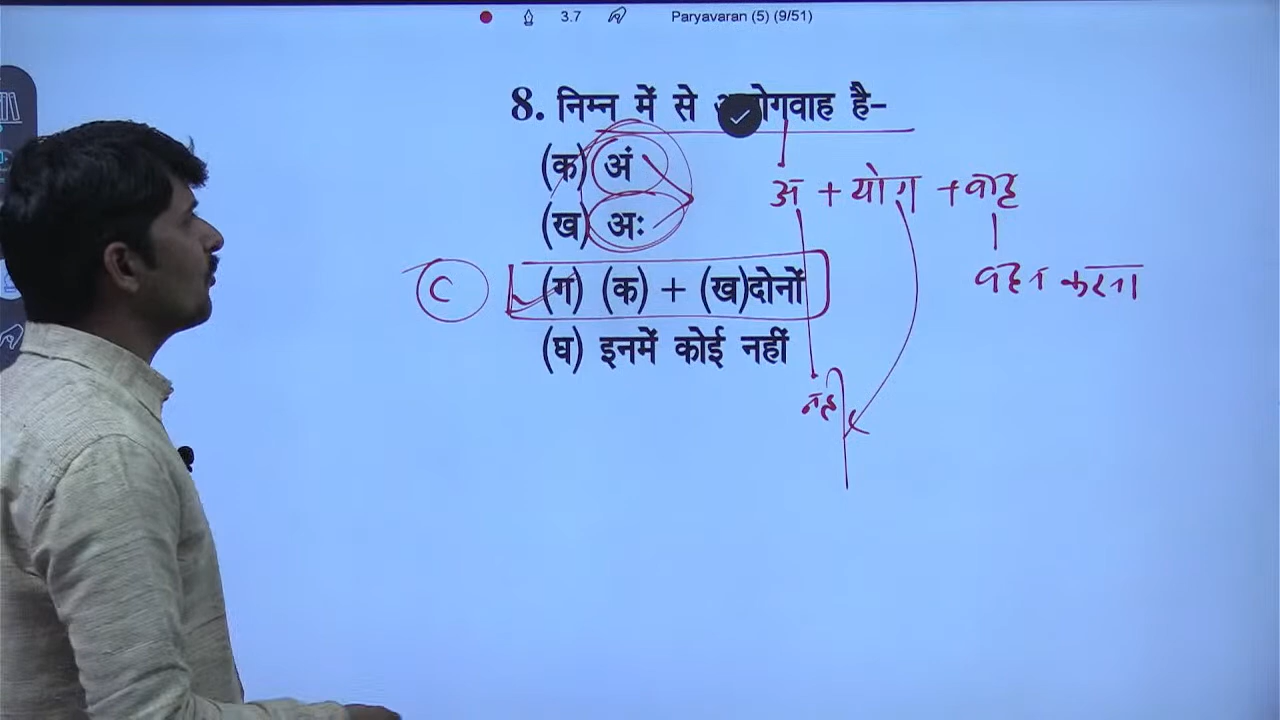 3.7 Paryavaran (5) (9/51)
8. निम्न में से योगवाह है-
(क) अं
(ख) अः
(ग) (क) + (ख)दोनों
(घ) इनमें कोई नहीं
C
अ + योग + वाह
वहन करना
नही